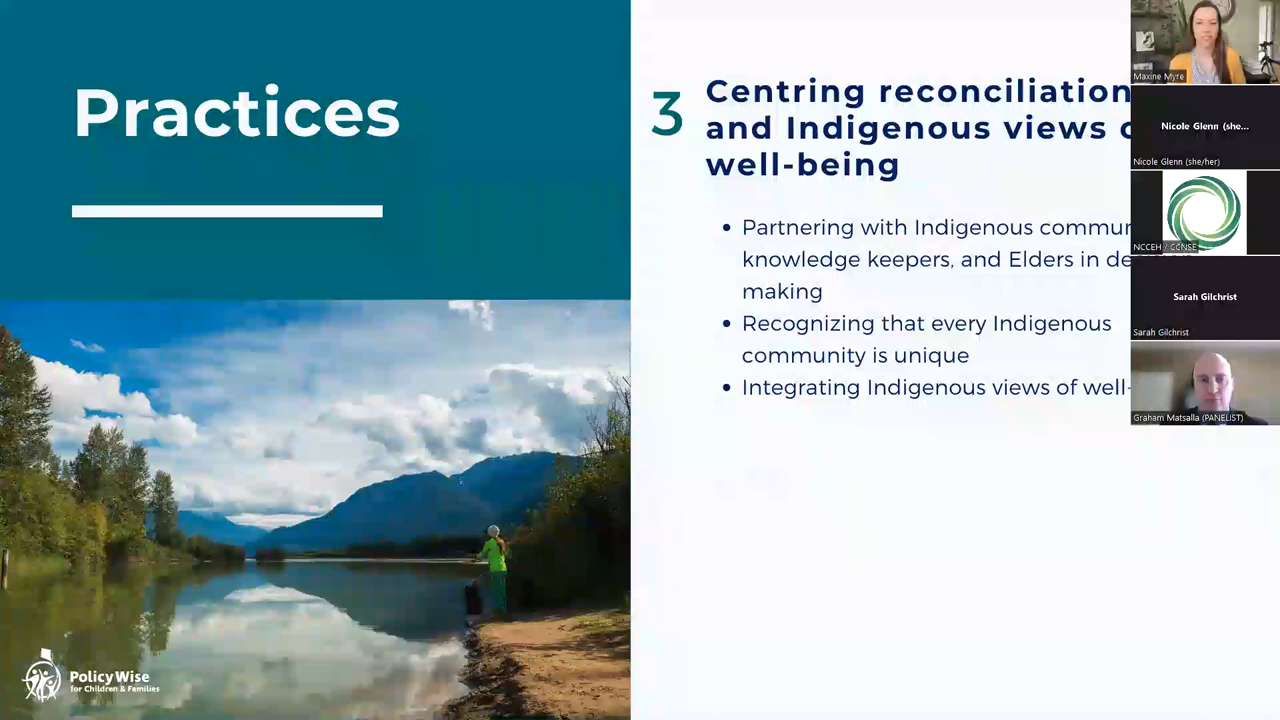 Practices
3
Centring reconciliation
and Indigenous views
well-being
Partnering with Indigenous
knowledge keepers, and Elders in
making
Recognizing that every Indigenous
community is unique
Integrating Indigenous views of well-
PolicyWise
for Children & Families
Maxine Myre
Nicole Glenn (she...
Nicole Glenn (she/her)
NCCEH / CCNSE
Sarah Gilchrist
Sarah Gilchrist
Graham Matsalla (PANELIST)